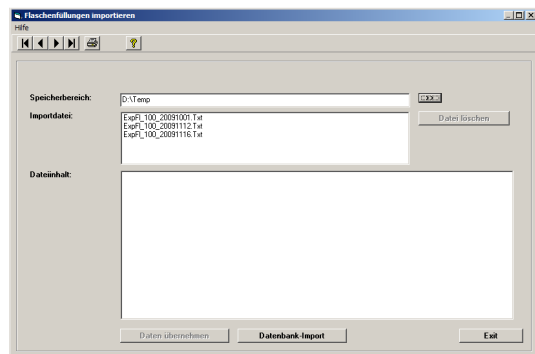 Flaschenfüllungen importieren
Hilfe
?
Speicherbereich: D:\Temp >>
Importdatei: ExpFl_100_20091001.Txt Datei löschen
ExpFl_100_20091112.Txt
ExpFl_100_20091116.Txt
Dateiinhalt:
Daten übernehmen Datenbank-Import Exit